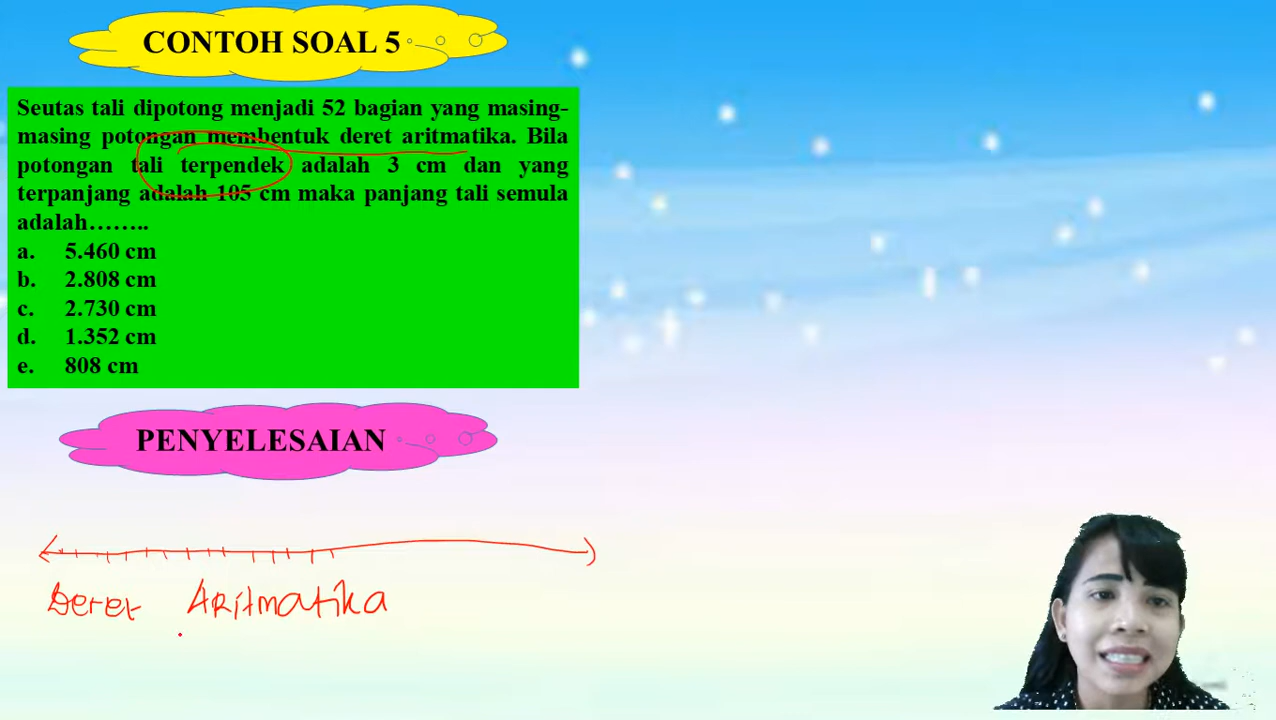 CONTOH SOAL 5
Seutas tali dipotong menjadi 52 bagian yang masing-
masing potongan membentuk deret aritmatika. Bila
potongan tali terpendek adalah 3 cm dan yang
terpanjang adalah 105 cm maka panjang tali semula
adalah……..
a. 5.460 cm
b. 2.808 cm
c. 2.730 cm
d. 1.352 cm
e. 808 cm
PENYELESAIAN
Deret Aritmatika